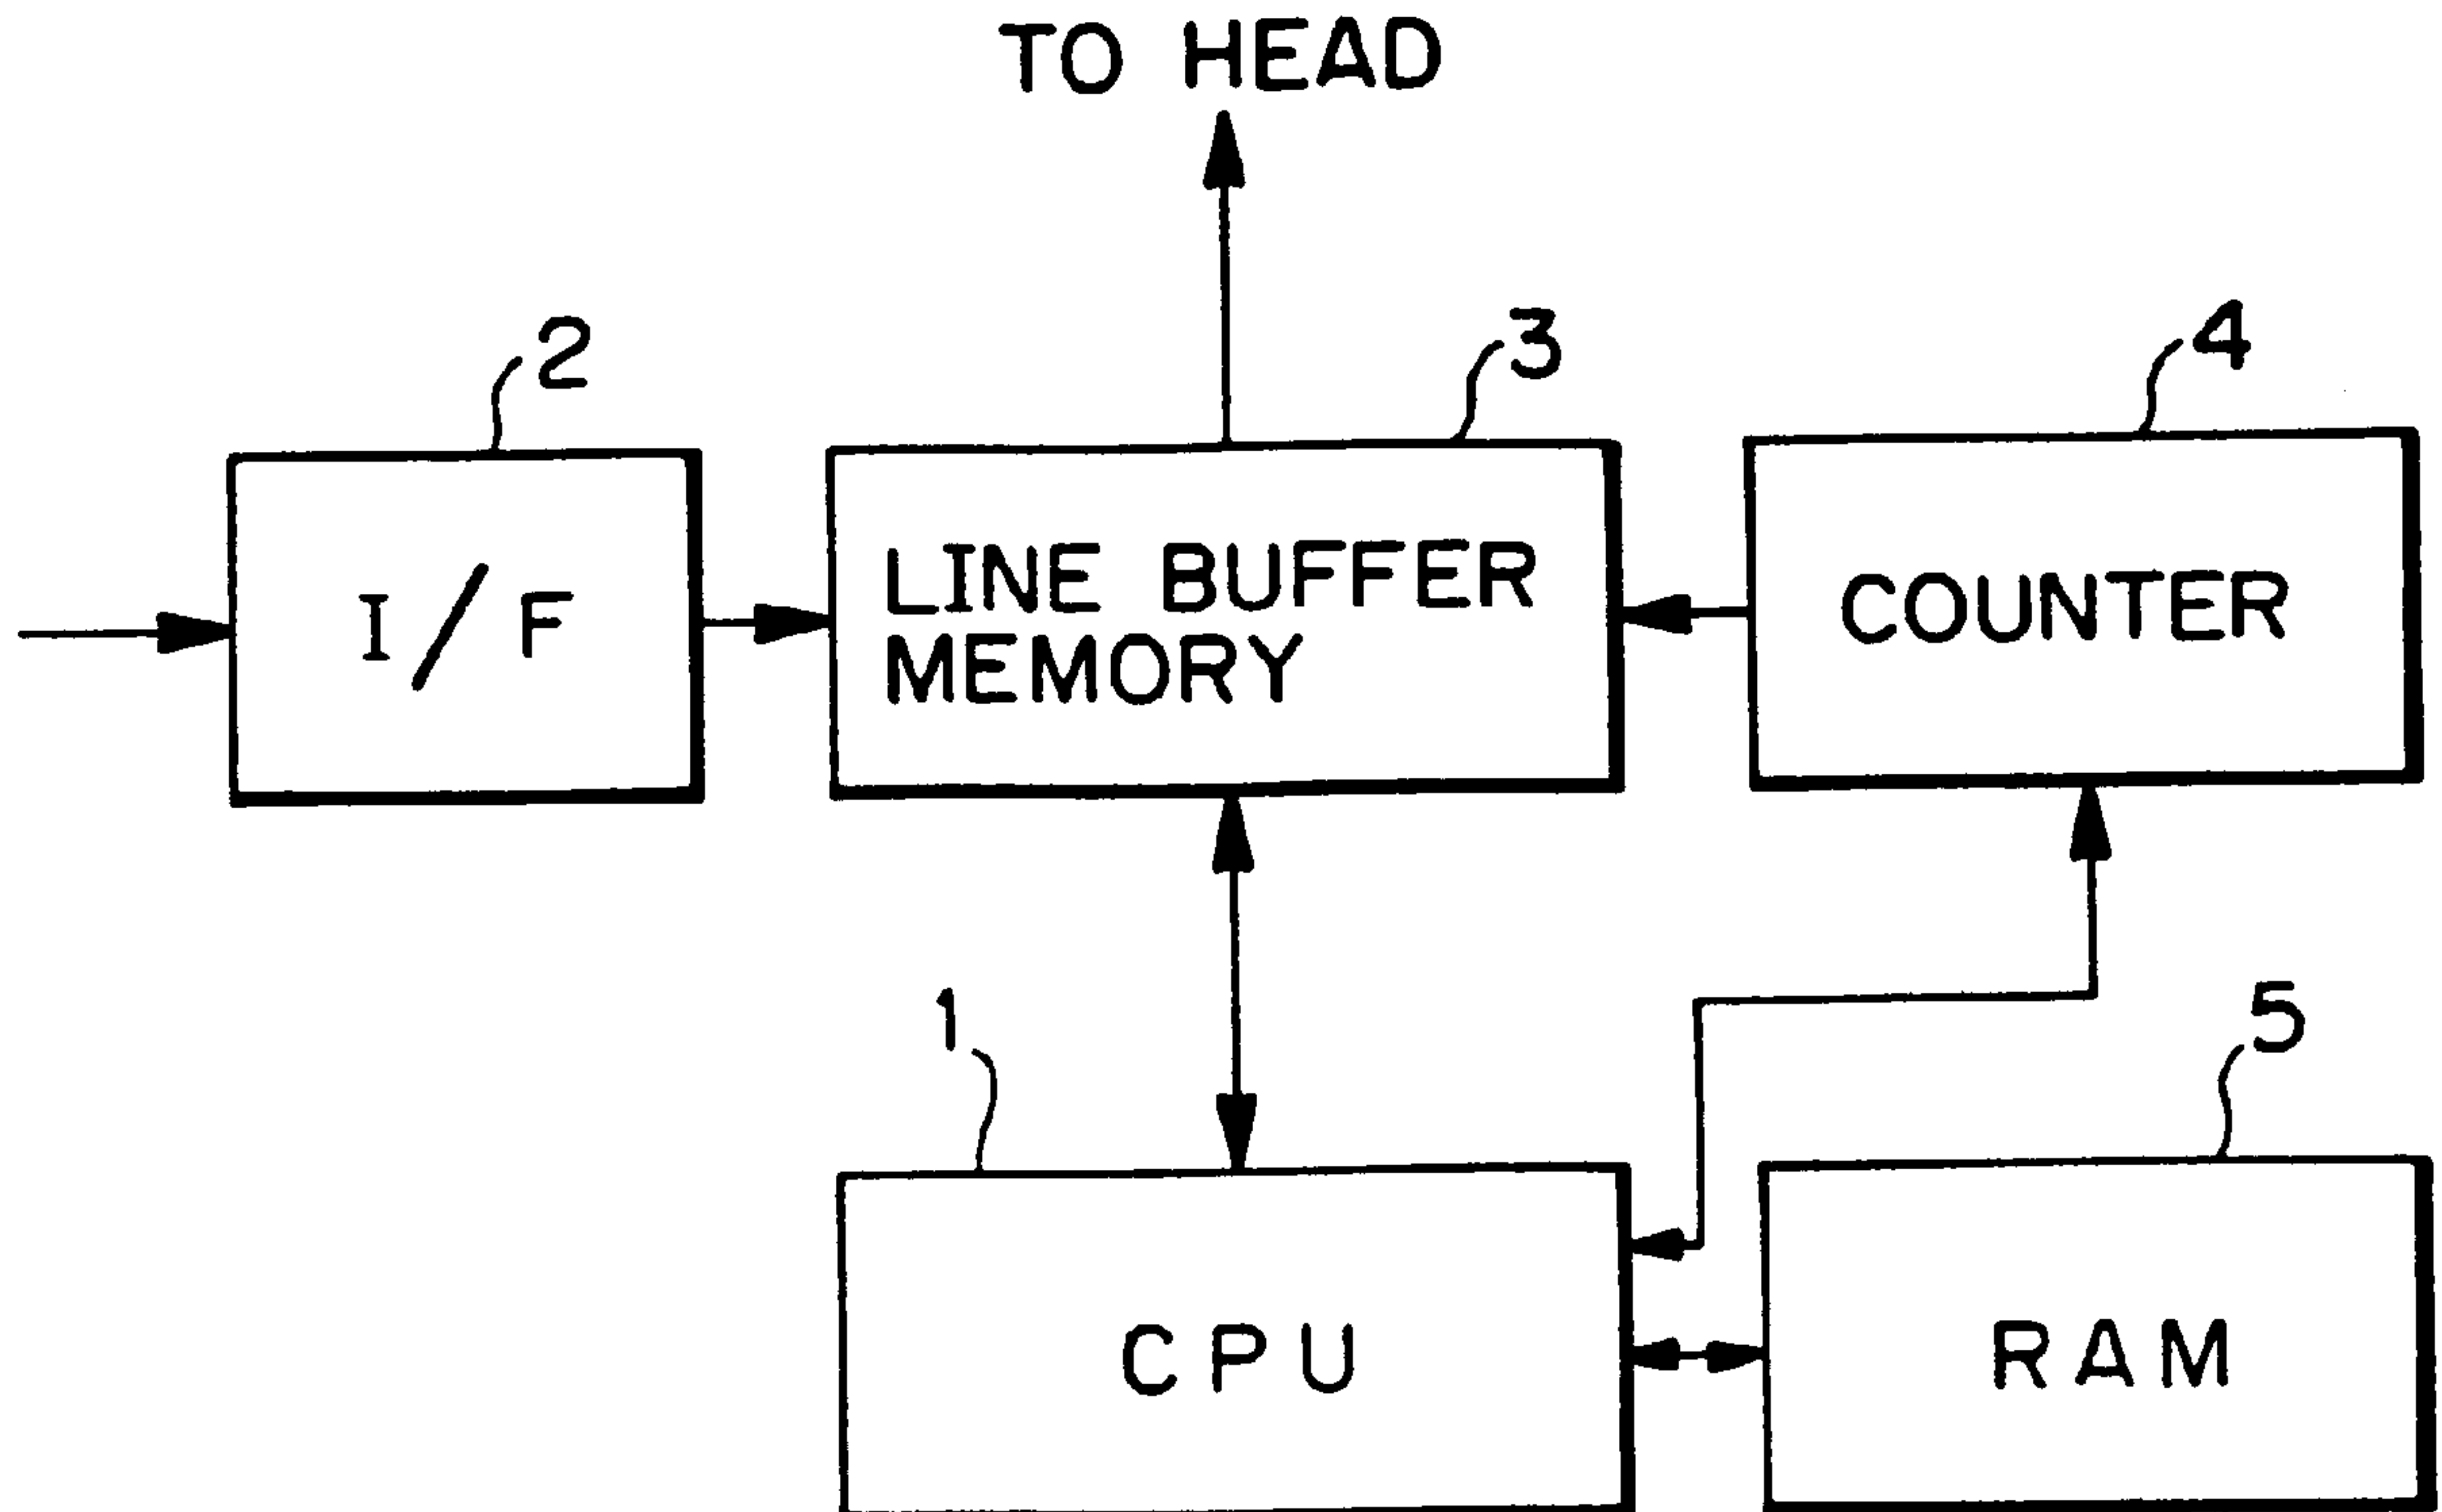 TO HEAD
2
3
4
I/F
LINE BUFFER
MEMORY
COUNTER
1
5
CPU
RAM